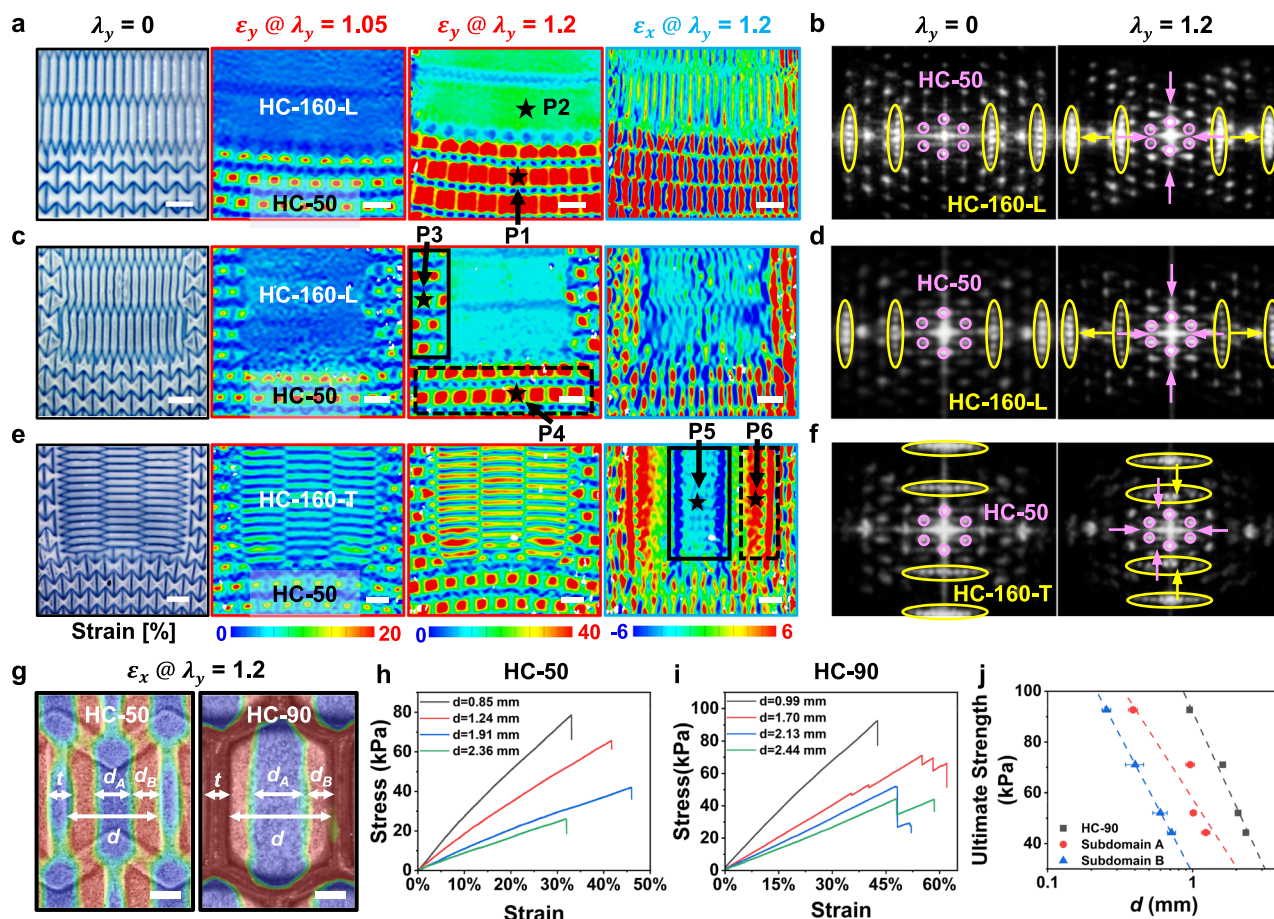 a
λy = 0
εy @ λy = 1.05
εy @ λy = 1.2
εx @ λy = 1.2
HC-160-L
HC-50
P2
P1
b
λy = 0
λy = 1.2
HC-50
HC-160-L
c
HC-160-L
HC-50
P3
P4
d
HC-50
HC-160-L
e
HC-160-T
HC-50
P5
P6
f
HC-50
HC-160-T
Strain [%]
0
20
0
40
-6
6
g
εx @ λy = 1.2
HC-50
t
dA
dB
d
HC-90
t
dA
dB
d
h
HC-50
d=0.85 mm
d=1.24 mm
d=1.91 mm
d=2.36 mm
Stress (kPa)
80
60
40
20
0
0%
10%
20%
30%
40%
50%
Strain
i
HC-90
d=0.99 mm
d=1.70 mm
d=2.13 mm
d=2.44 mm
Stress(kPa)
100
80
60
40
20
0
0%
15%
30%
45%
60%
Strain
j
Ultimate Strength
(kPa)
100
80
60
40
HC-90
Subdomain A
Subdomain B
0.1
1
d (mm)